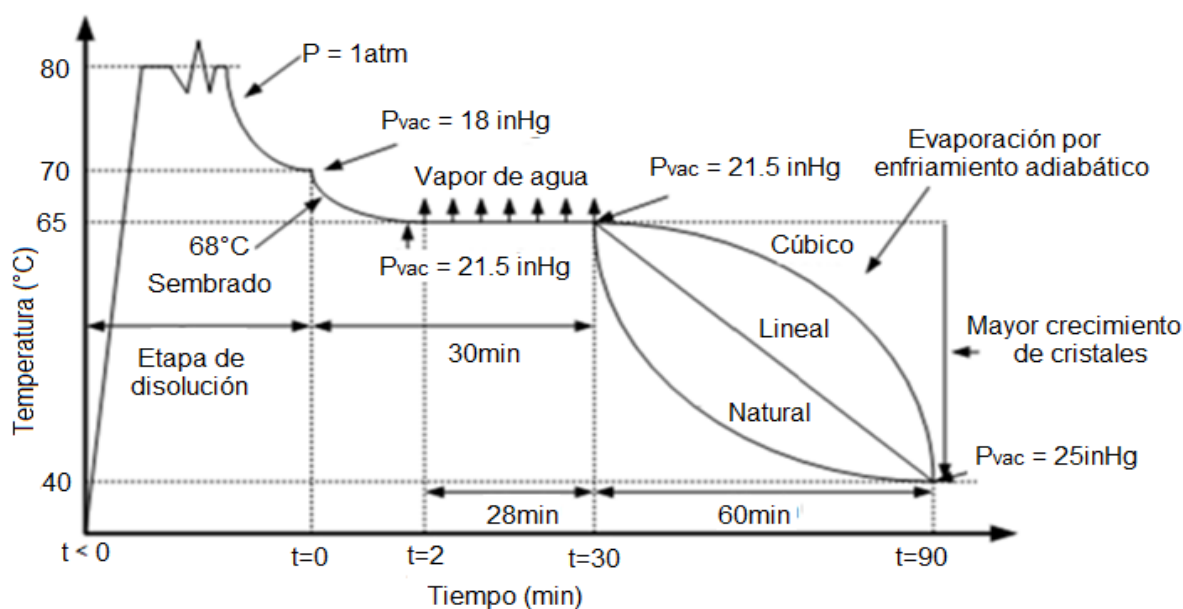 80
P = 1atm
Pvac = 18 inHg
Evaporación por
enfriamiento adiabático
70
Vapor de agua
Pvac = 21.5 inHg
65
68°C
Sembrado
Pvac = 21.5 inHg
Cúbico
Lineal
Natural
Mayor crecimiento
de cristales
Etapa de
disolución
30min
Pvac = 25inHg
40
28min
60min
t < 0
t=0
t=2
t=30
t=90
Tiempo (min)
Temperatura (°C)